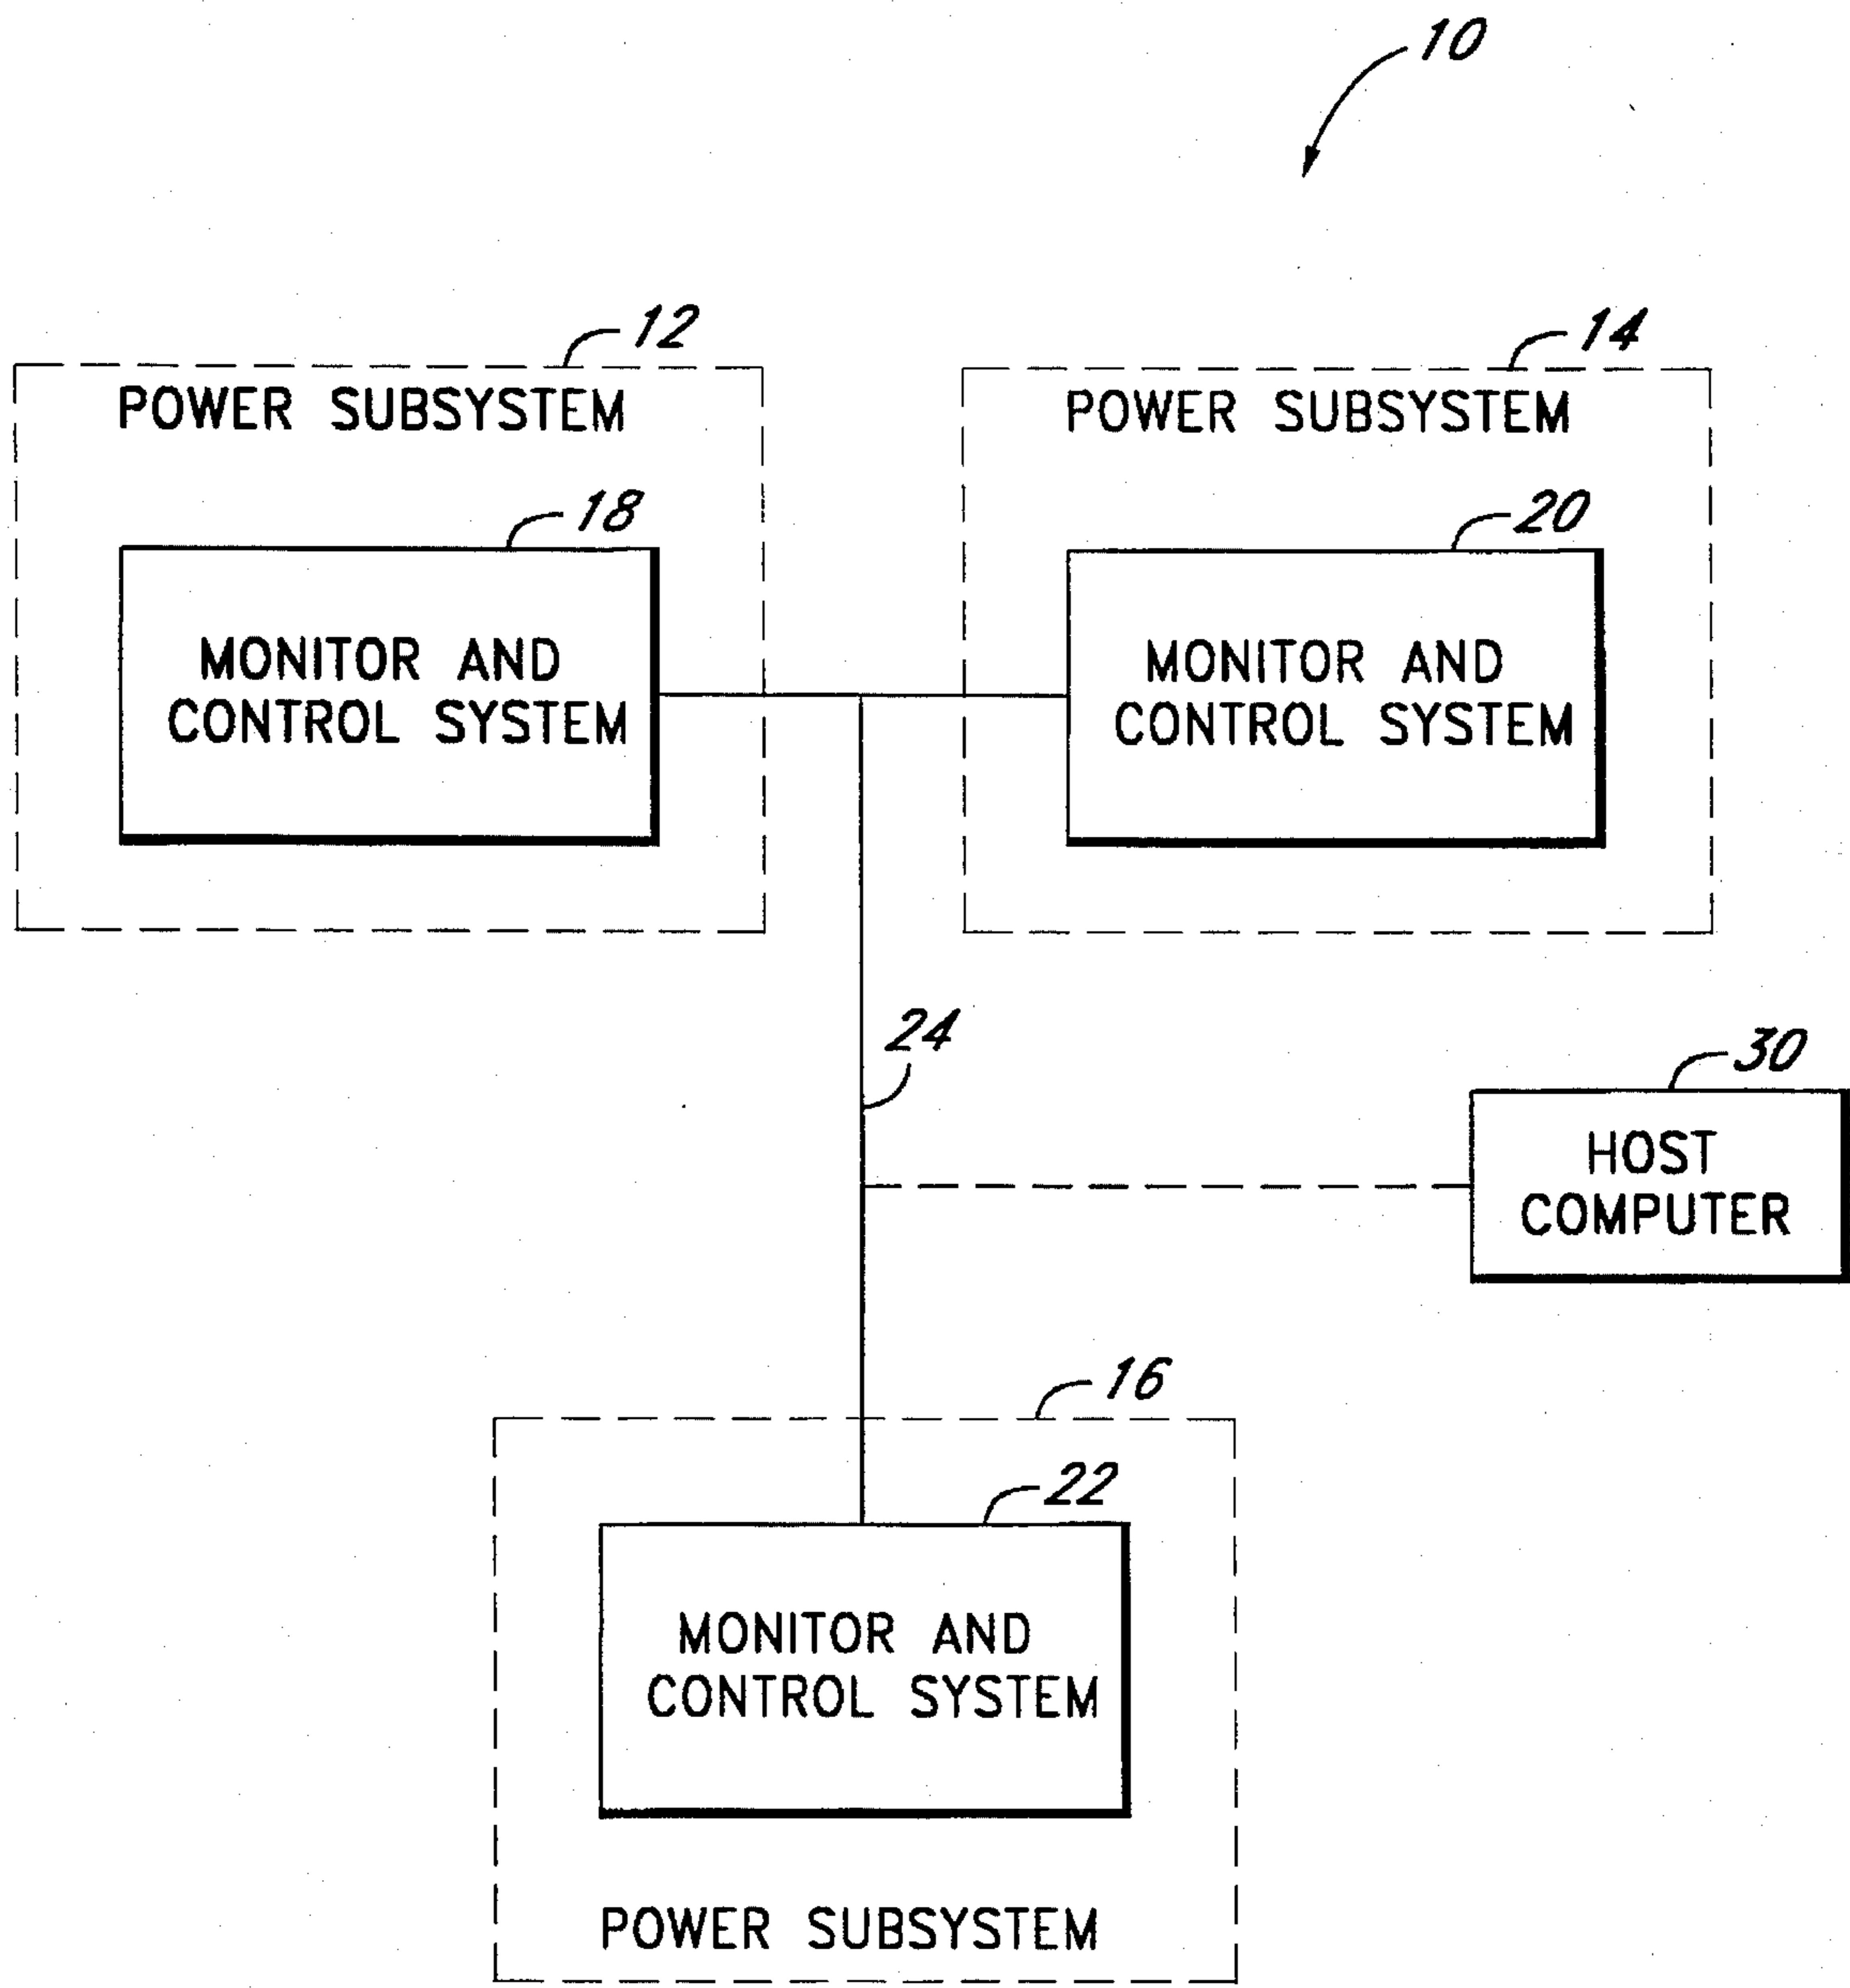 10
12
14
POWER SUBSYSTEM
POWER SUBSYSTEM
18
20
MONITOR AND
CONTROL SYSTEM
MONITOR AND
CONTROL SYSTEM
24
30
HOST
COMPUTER
16
22
MONITOR AND
CONTROL SYSTEM
POWER SUBSYSTEM